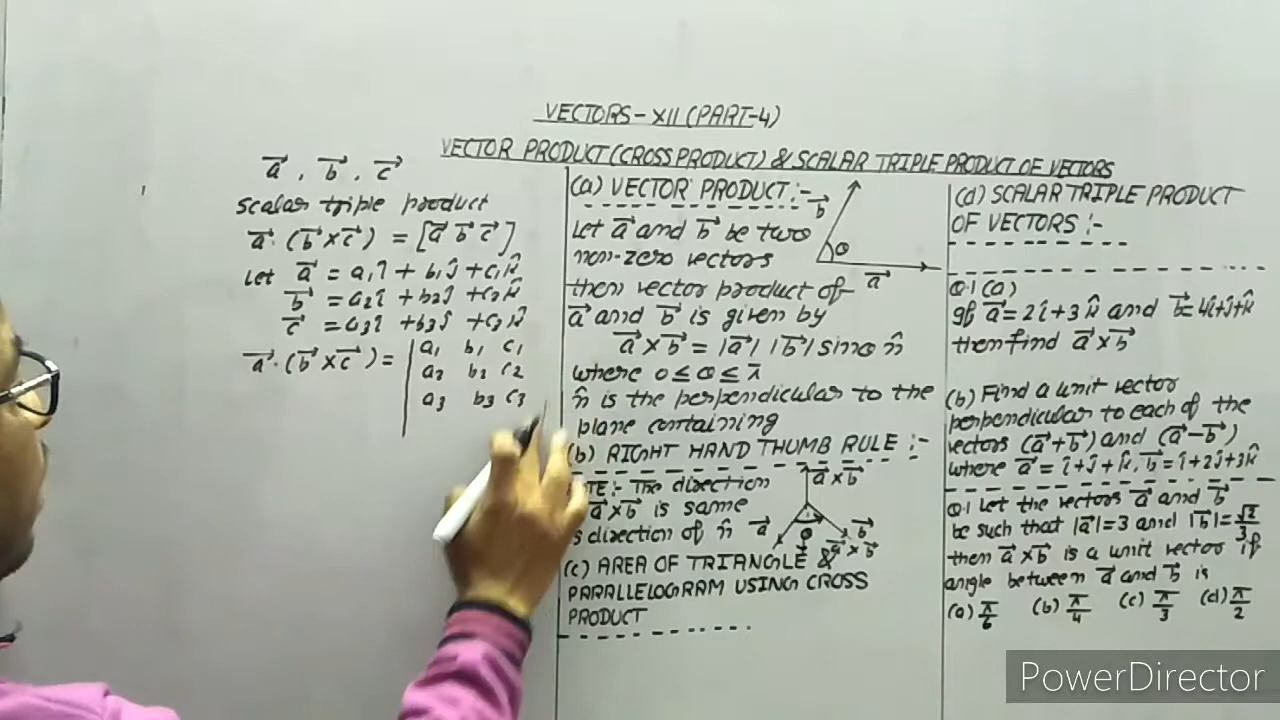 VECTORS-XII (PART-4)
VECTOR PRODUCT (CROSS PRODUCT) & SCALAR TRIPLE PRODUCT OF VECTORS
a⃗ , b⃗ , c⃗
scalar triple product
a⃗ · (b⃗ × c⃗) = [a⃗ b⃗ c⃗]
Let a⃗ = a₁î + b₁ĵ + c₁k̂
b⃗ = a₂î + b₂ĵ + c₂k̂
c⃗ = a₃î + b₃ĵ + c₃k̂
a⃗ · (b⃗ × c⃗) = | a₁ b₁ c₁
a₂ b₂ c₂
a₃ b₃ c₃
(a) VECTOR PRODUCT :-
Let a⃗ and b⃗ be two
non-zero vectors
then vector product of
a⃗ and b⃗ is given by
a⃗ × b⃗ = |a⃗| |b⃗| sinθ n̂
where 0 ≤ θ ≤ π
n̂ is the perpendicular to the
plane containing
b⃗
θ
a⃗
(b) RIGHT HAND THUMB RULE :-
TE:- The direction
a⃗ × b⃗ is same
s direction of n̂
a⃗ × b⃗
a⃗
θ
b⃗
a⃗ × b⃗
(c) AREA OF TRIANGLE &
PARALLELOGRAM USING CROSS
PRODUCT
(d) SCALAR TRIPLE PRODUCT
OF VECTORS :-
Q.1 (a)
If a⃗ = 2î + 3k̂ and b⃗ = 4î + ĵ + k̂
then find a⃗ × b⃗
(b) Find a unit vector
perpendicular to each of the
vectors (a⃗ + b⃗) and (a⃗ - b⃗)
where a⃗ = î + ĵ + k̂, b⃗ = î + 2ĵ + 3k̂
Q.1 Let the vectors a⃗ and b⃗
be such that |a⃗| = 3 and |b⃗| = √2/3
then a⃗ × b⃗ is a unit vector if
angle between a⃗ and b⃗ is
(a) π/6 (b) π/4 (c) π/3 (d) π/2
PowerDirector